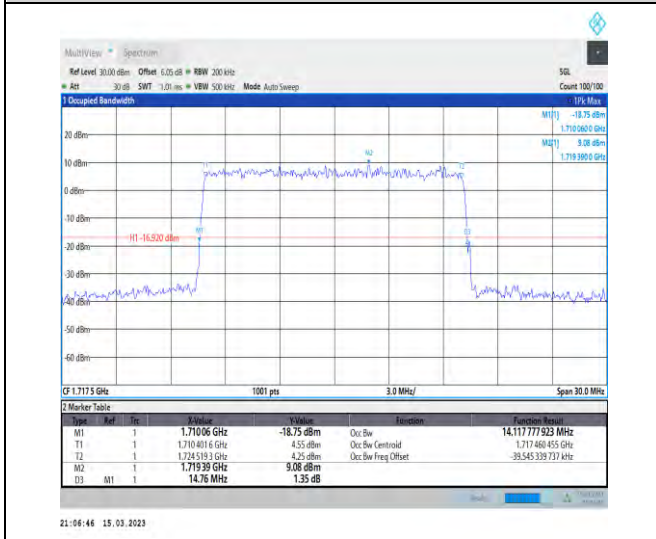 MultiView Spectrum
Ref Level 30.00 dBm Offset 6.05 dB RBW 200 kHz SGL
Att 30 dB SWT 1.01 ms VBW 500 kHz Mode Auto Sweep Count 100/100
1 Occupied Bandwidth 1Pk Max
M1[1] -18.75 dBm
1.710 060 0 GHz
M2[1] 9.08 dBm
1.719 390 0 GHz
20 dBm
M2
10 dBm
T1 T2
0 dBm
-10 dBm
M1 D3
H1 -16.920 dBm
-20 dBm
-30 dBm
-40 dBm
-50 dBm
-60 dBm
CF 1.717 5 GHz 1001 pts 3.0 MHz/ Span 30.0 MHz
2 Marker Table
Type Ref Trc X-Value Y-Value Function Function Result
M1 1 1.710 06 GHz -18.75 dBm Occ Bw 14.117 777 923 MHz
T1 1 1.710 401 6 GHz 4.55 dBm Occ Bw Centroid 1.717 460 455 GHz
T2 1 1.724 519 3 GHz 4.25 dBm Occ Bw Freq Offset -39.545 339 737 kHz
M2 1 1.719 39 GHz 9.08 dBm
D3 M1 1 14.76 MHz 1.35 dB
21:06:46 15.03.2023